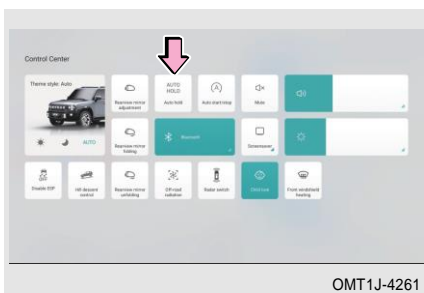 Control Center
Theme style: Auto
Rearview mirror
adjustment
AUTO
HOLD
Auto hold
(A)
Auto start/stop
Mute
AUTO
Rearview mirror
folding
Bluetooth
Screensaver
Disable ESP
Hill descent
control
Rearview mirror
unfolding
Off-road
radiation
Radar switch
Child lock
Front windshield
heating
OMT1J-4261